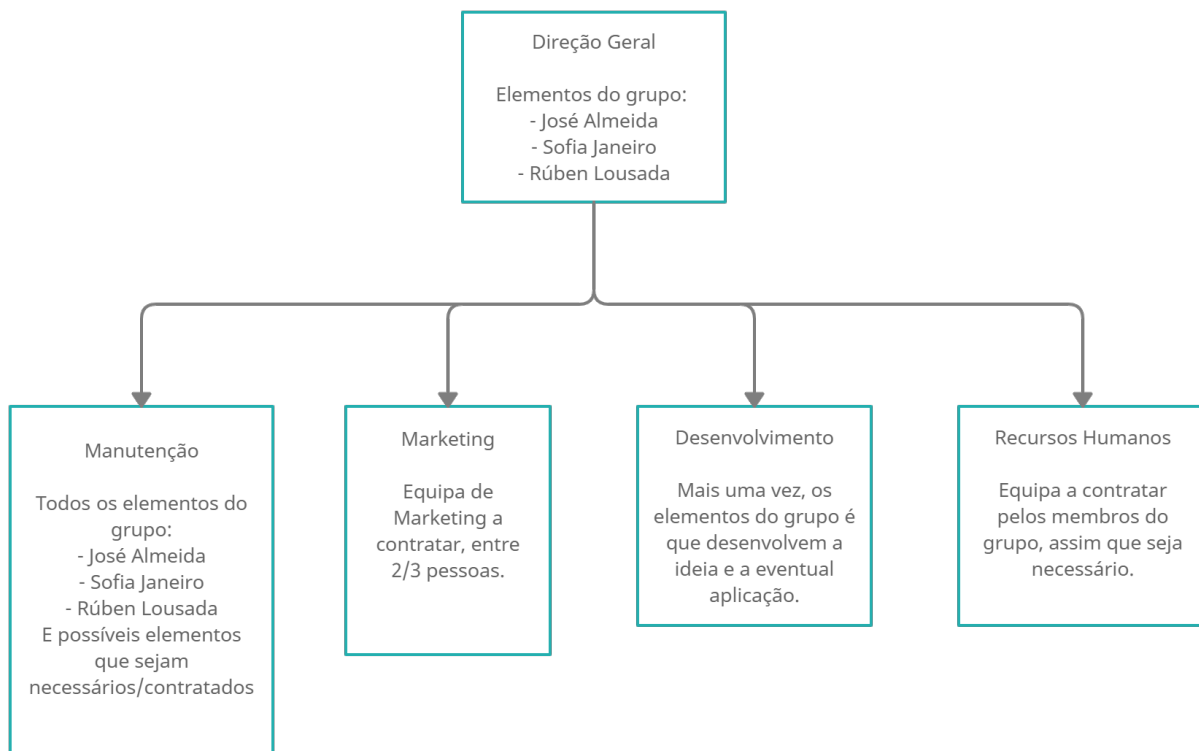 Direção Geral
Elementos do grupo:
- José Almeida
- Sofia Janeiro
- Rúben Lousada
Manutenção
Todos os elementos do
grupo:
- José Almeida
- Sofia Janeiro
- Rúben Lousada
E possíveis elementos
que sejam
necessários/contratados
Marketing
Equipa de
Marketing a
contratar, entre
2/3 pessoas.
Desenvolvimento
Mais uma vez, os
elementos do grupo é
que desenvolvem a
ideia e a eventual
aplicação.
Recursos Humanos
Equipa a contratar
pelos membros do
grupo, assim que seja
necessário.